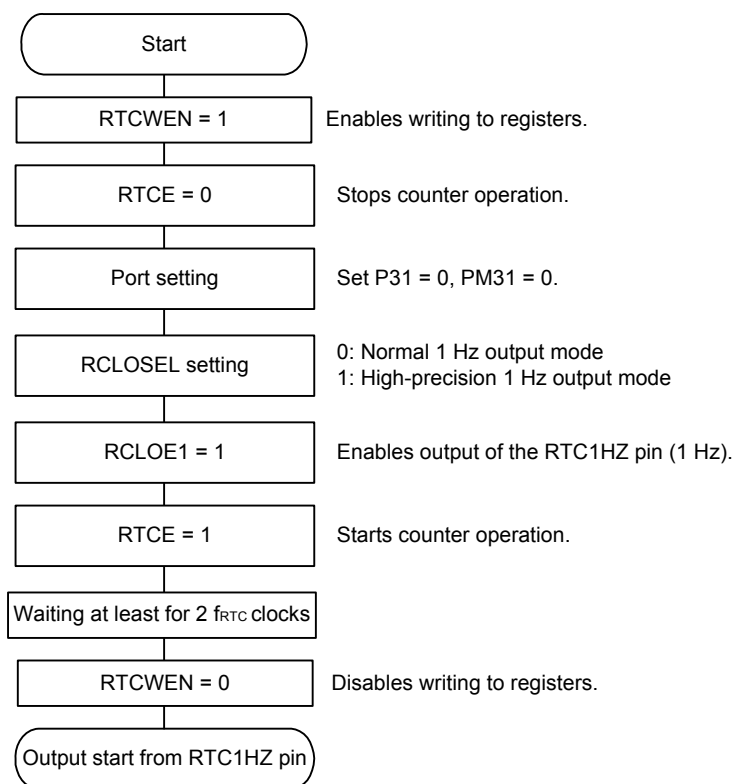 Start
RTCWEN = 1
Enables writing to registers.
RTCE = 0
Stops counter operation.
Port setting
Set P31 = 0, PM31 = 0.
RCLOSEL setting
0: Normal 1 Hz output mode
1: High-precision 1 Hz output mode
RCLOE1 = 1
Enables output of the RTC1HZ pin (1 Hz).
RTCE = 1
Starts counter operation.
Waiting at least for 2 fRTC clocks
RTCWEN = 0
Disables writing to registers.
Output start from RTC1HZ pin